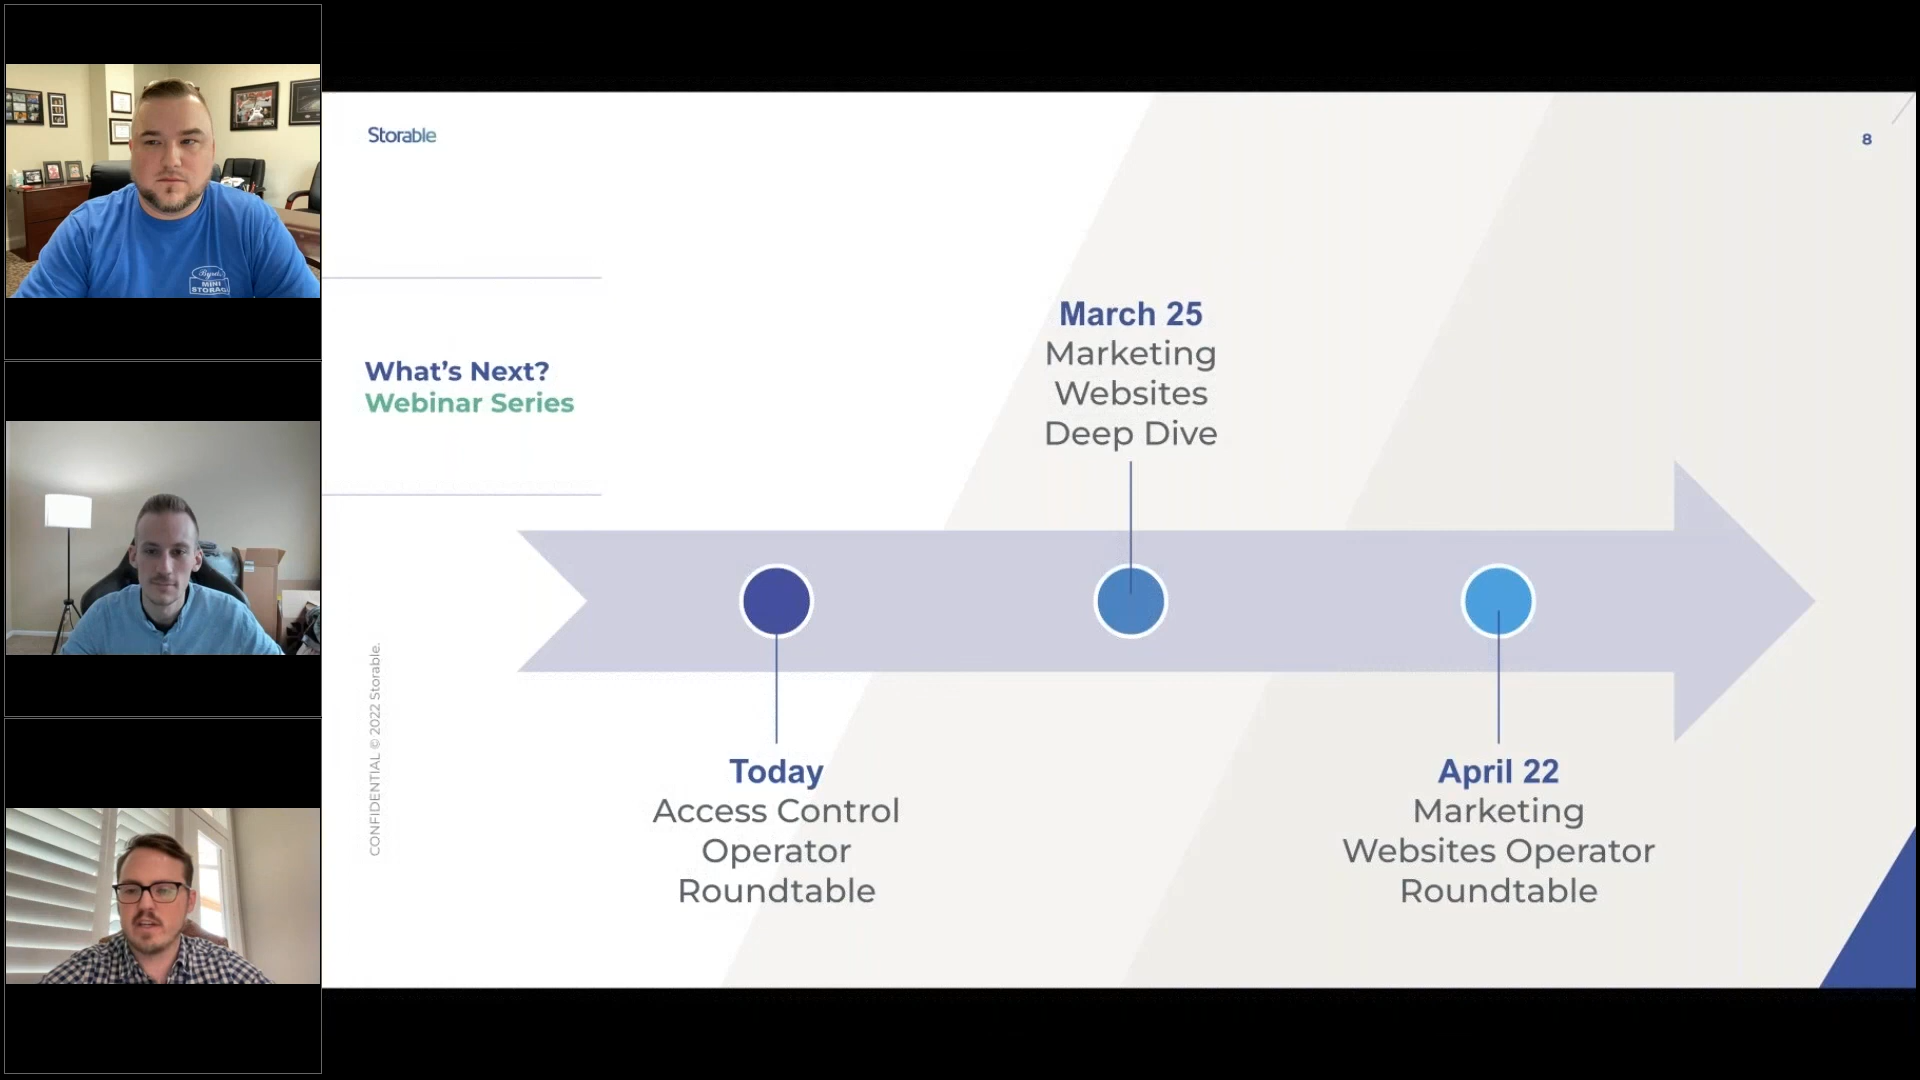 Storable
8
What's Next?
Webinar Series
March 25
Marketing
Websites
Deep Dive
Today
Access Control
Operator
Roundtable
April 22
Marketing
Websites Operator
Roundtable
CONFIDENTIAL © 2022 Storable.
MINI